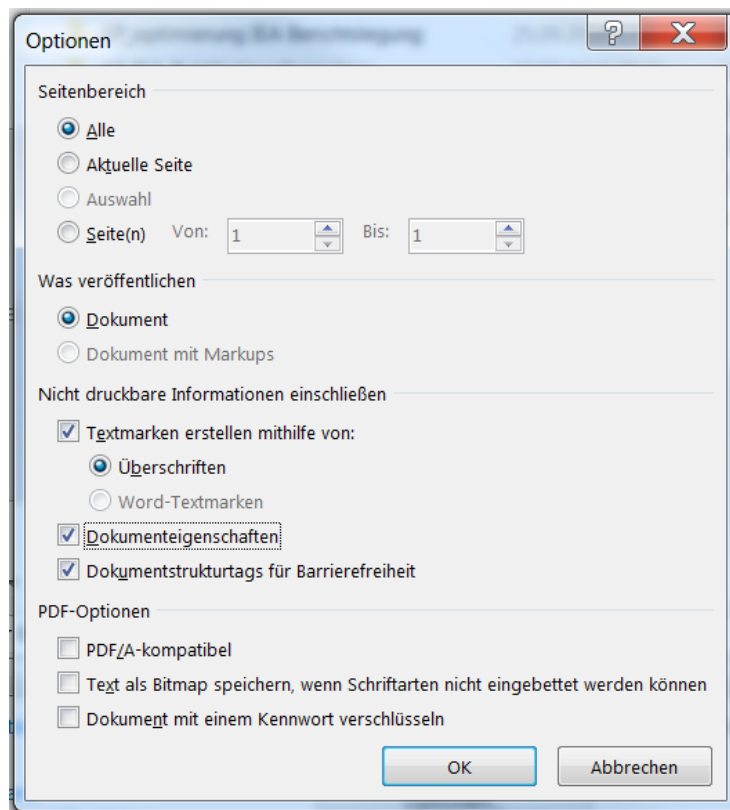 Optionen
Seitenbereich
Alle
Aktuelle Seite
Auswahl
Seite(n) Von: 1 Bis: 1
Was veröffentlichen
Dokument
Dokument mit Markups
Nicht druckbare Informationen einschließen
Textmarken erstellen mithilfe von:
Überschriften
Word-Textmarken
Dokumenteigenschaften
Dokumentstrukturtags für Barrierefreiheit
PDF-Optionen
PDF/A-kompatibel
Text als Bitmap speichern, wenn Schriftarten nicht eingebettet werden können
Dokument mit einem Kennwort verschlüsseln
OK Abbrechen